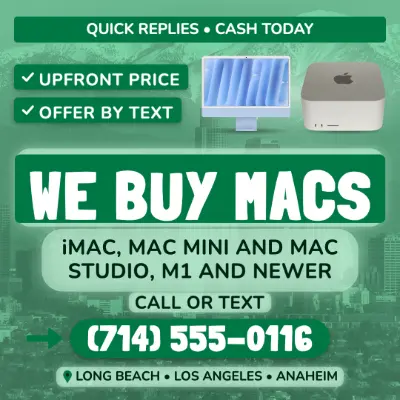 QUICK REPLIES • CASH TODAY
✓ UPFRONT PRICE
✓ OFFER BY TEXT
WE BUY MACS
iMAC, MAC MINI AND MAC
STUDIO, M1 AND NEWER
CALL OR TEXT
(714) 555-0116
LONG BEACH • LOS ANGELES • ANAHEIM